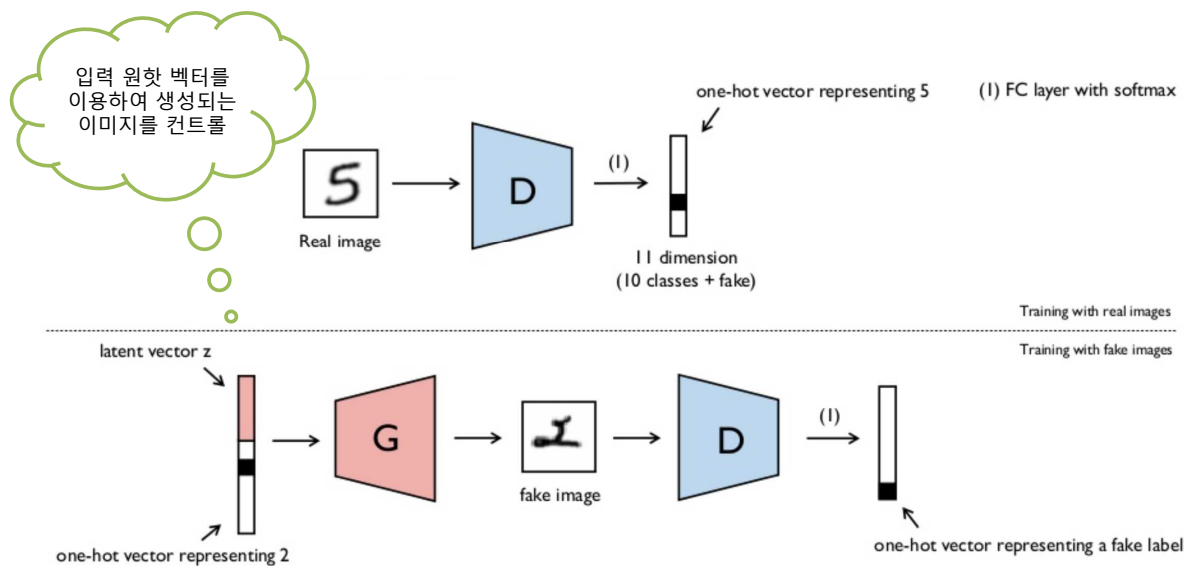 입력 원핫 벡터를
이용하여 생성되는
이미지를 컨트롤
one-hot vector representing 5
(1) FC layer with softmax
5
D
(1)
Real image
11 dimension
(10 classes + fake)
Training with real images
Training with fake images
latent vector z
G
2
D
(1)
fake image
one-hot vector representing 2
one-hot vector representing a fake label